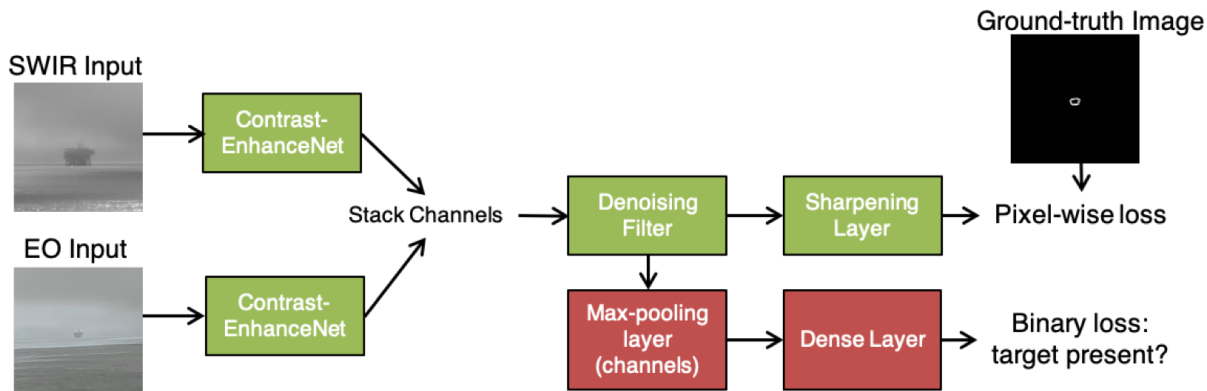 Ground-truth Image
SWIR Input
Contrast-
EnhanceNet
Stack Channels
Denoising
Filter
Sharpening
Layer
Pixel-wise loss
EO Input
Contrast-
EnhanceNet
Max-pooling
layer
(channels)
Dense Layer
Binary loss:
target present?